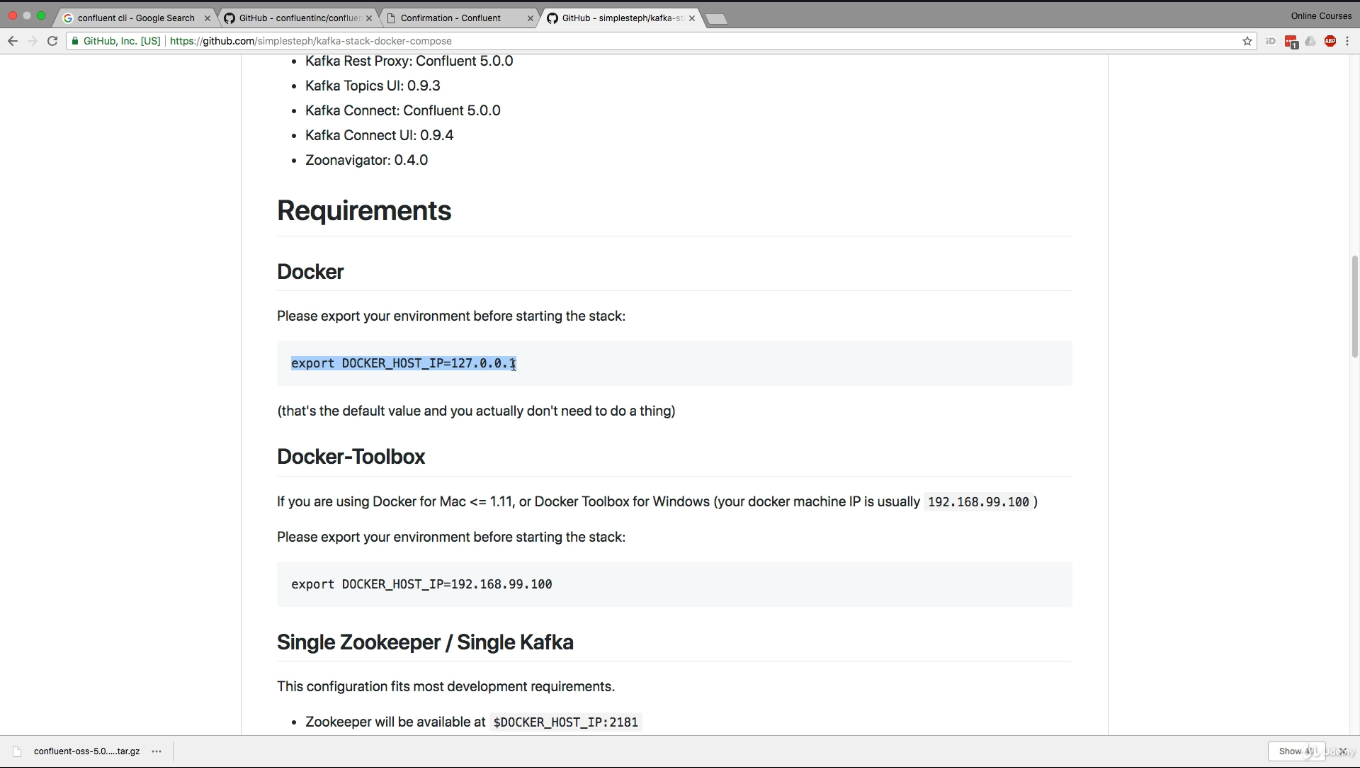 confluent cli - Google Search
GitHub - confluentinc/confluen
Confirmation - Confluent
GitHub - simplesteph/kafka-st
Online Courses
GitHub, Inc. [US] | https://github.com/simplesteph/kafka-stack-docker-compose
iD
1
ABP
• Kafka Rest Proxy: Confluent 5.0.0
• Kafka Topics UI: 0.9.3
• Kafka Connect: Confluent 5.0.0
• Kafka Connect UI: 0.9.4
• Zoonavigator: 0.4.0
Requirements
Docker
Please export your environment before starting the stack:
export DOCKER_HOST_IP=127.0.0.1
(that's the default value and you actually don't need to do a thing)
Docker-Toolbox
If you are using Docker for Mac <= 1.11, or Docker Toolbox for Windows (your docker machine IP is usually 192.168.99.100 )
Please export your environment before starting the stack:
export DOCKER_HOST_IP=192.168.99.100
Single Zookeeper / Single Kafka
This configuration fits most development requirements.
• Zookeeper will be available at $DOCKER_HOST_IP:2181
confluent-oss-5.0.....tar.gz
Show All
Udemy